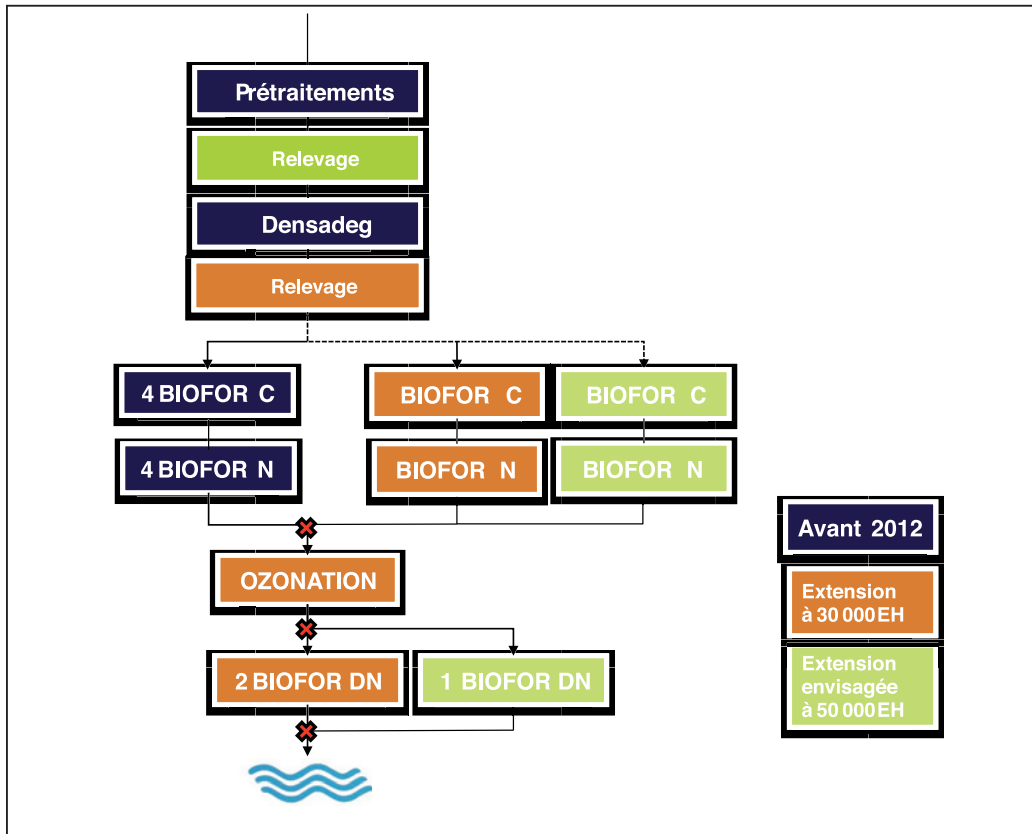 Prétraitements
Relevage
Densadeg
Relevage
4 BIOFOR C
BIOFOR C
BIOFOR C
4 BIOFOR N
BIOFOR N
BIOFOR N
OZONATION
2 BIOFOR DN
1 BIOFOR DN
Avant 2012
Extension
à 30 000 EH
Extension
envisagée
à 50 000 EH